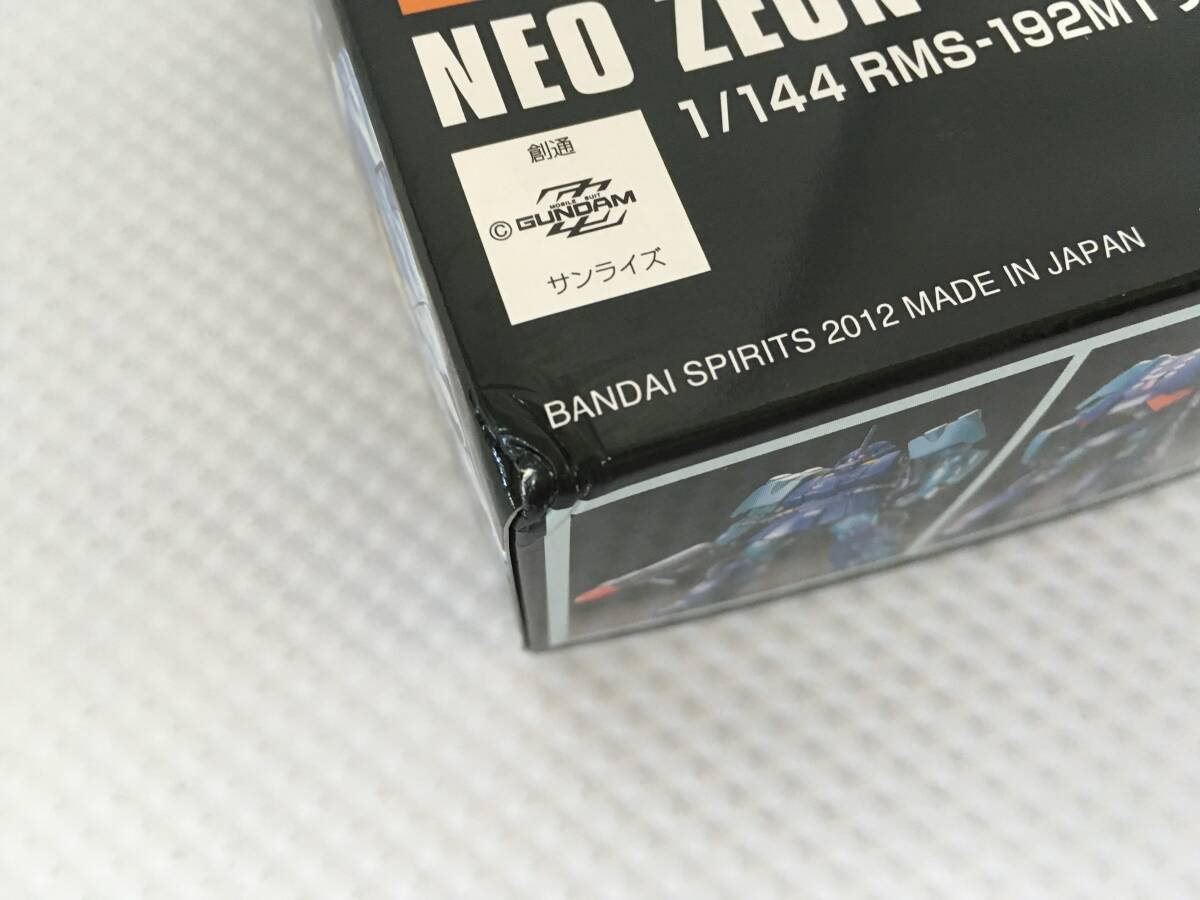 NEO ZEON
1/144 RMS-192M
創通
MOBILE SUIT
© GUNDAM ZZ
サンライズ
BANDAI SPIRITS 2012 MADE IN JAPAN